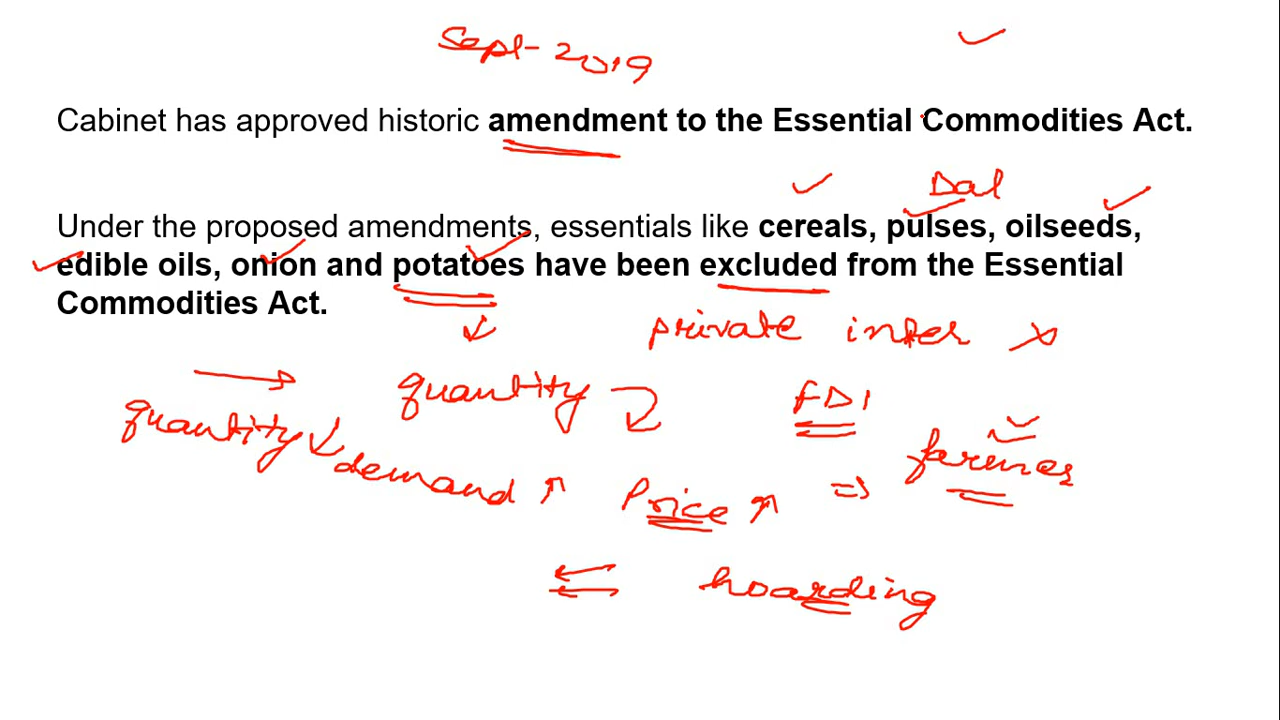 Sept-2019
Cabinet has approved historic amendment to the Essential Commodities Act.
Dal
Under the proposed amendments, essentials like cereals, pulses, oilseeds,
edible oils, onion and potatoes have been excluded from the Essential
Commodities Act.
private inter
quantity FDI
quantity demand Price farmer
hoarding